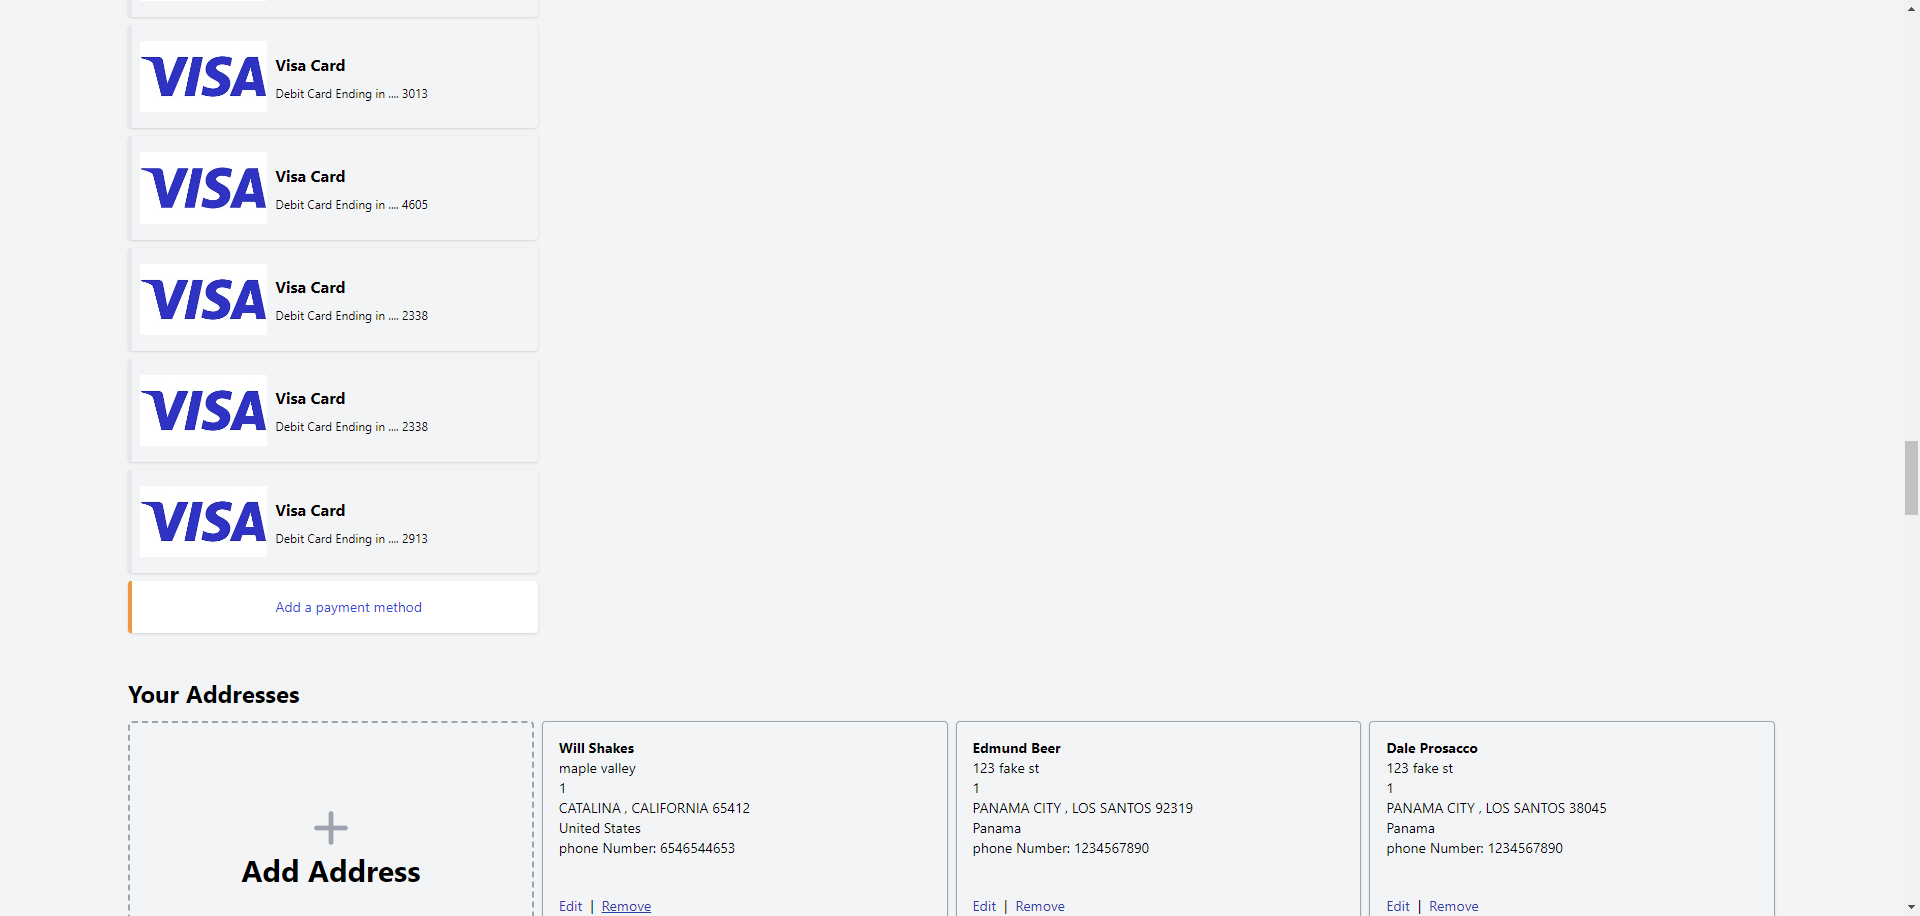 VISA
Visa Card
Debit Card Ending in .... 3013
VISA
Visa Card
Debit Card Ending in .... 4605
VISA
Visa Card
Debit Card Ending in .... 2338
VISA
Visa Card
Debit Card Ending in .... 2338
VISA
Visa Card
Debit Card Ending in .... 2913
Add a payment method
Your Addresses
Add Address
Will Shakes
maple valley
1
CATALINA , CALIFORNIA 65412
United States
phone Number: 6546544653
Edit | Remove
Edmund Beer
123 fake st
1
PANAMA CITY , LOS SANTOS 92319
Panama
phone Number: 1234567890
Edit | Remove
Dale Prosacco
123 fake st
1
PANAMA CITY , LOS SANTOS 38045
Panama
phone Number: 1234567890
Edit | Remove